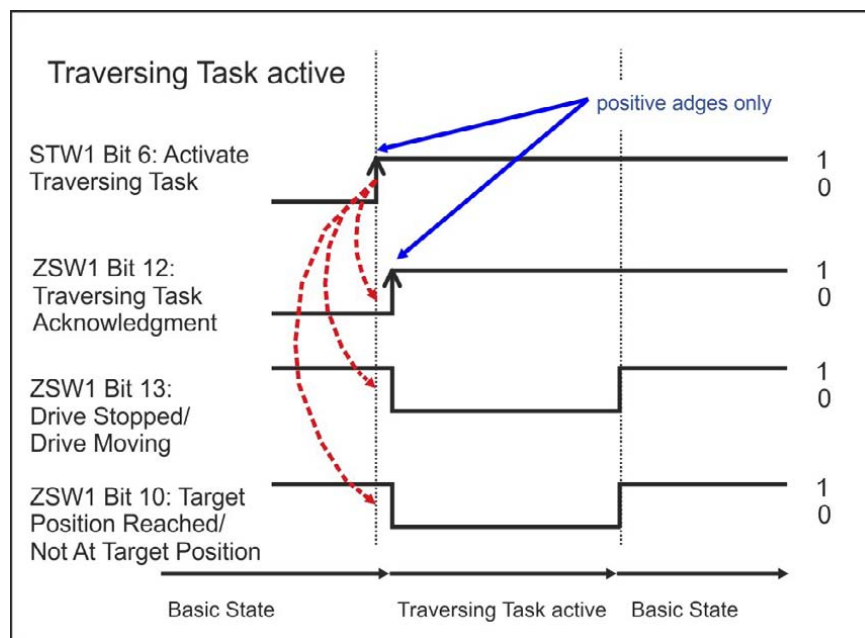 Traversing Task active
positive adges only
STW1 Bit 6: Activate
Traversing Task
1
0
ZSW1 Bit 12:
Traversing Task
Acknowledgment
1
0
ZSW1 Bit 13:
Drive Stopped/
Drive Moving
1
0
ZSW1 Bit 10: Target
Position Reached/
Not At Target Position
1
0
Basic State
Traversing Task active
Basic State